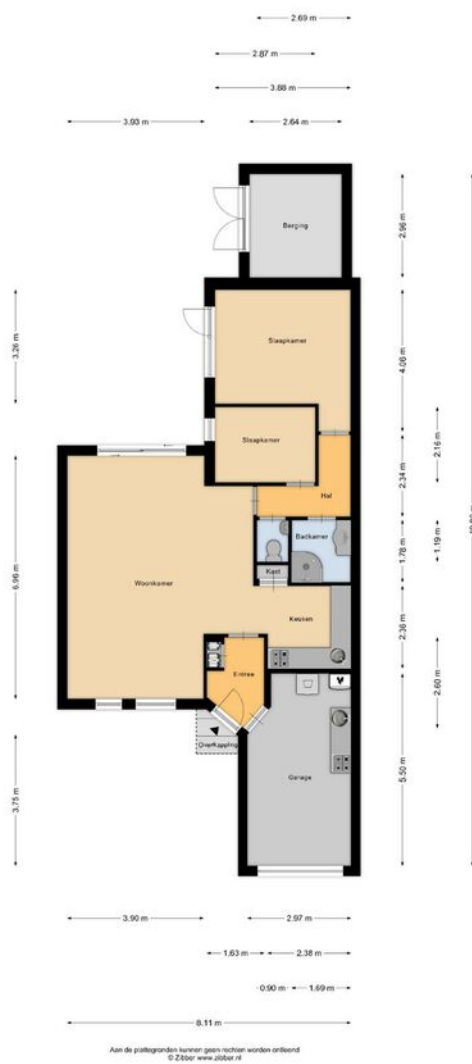 2.69 m
2.87 m
3.88 m
3.93 m
2.64 m
Berging
2.96 m
Slaapkamer
3.26 m
4.06 m
Slaapkamer
2.16 m
2.34 m
Hal
Badkamer
1.19 m
1.78 m
Kast
Woonkamer
6.96 m
Keuken
2.36 m
Entree
2.60 m
Overkapping
Garage
3.75 m
5.50 m
3.90 m
2.97 m
1.63 m
2.38 m
0.90 m
1.69 m
8.11 m
Aan de plattegronden kunnen geen rechten worden ontleend
© Zibber www.zibber.nl